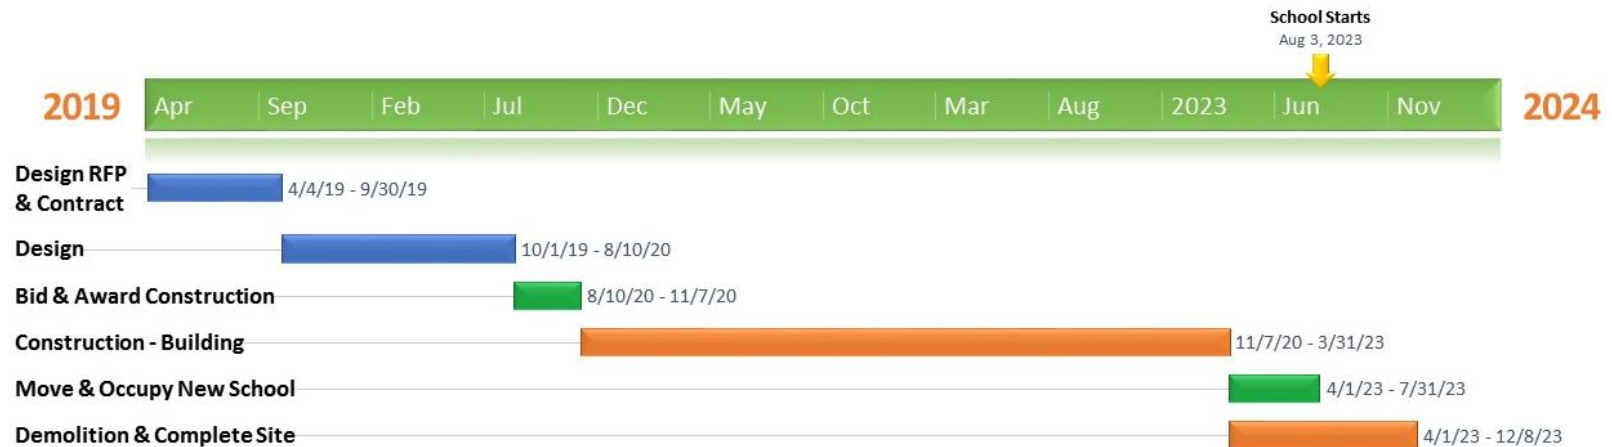 School Starts
Aug 3, 2023
2019 Apr Sep Feb Jul Dec May Oct Mar Aug 2023 Jun Nov 2024
Design RFP
& Contract
4/4/19 - 9/30/19
Design 10/1/19 - 8/10/20
Bid & Award Construction 8/10/20 - 11/7/20
Construction - Building 11/7/20 - 3/31/23
Move & Occupy New School 4/1/23 - 7/31/23
Demolition & Complete Site 4/1/23 - 12/8/23